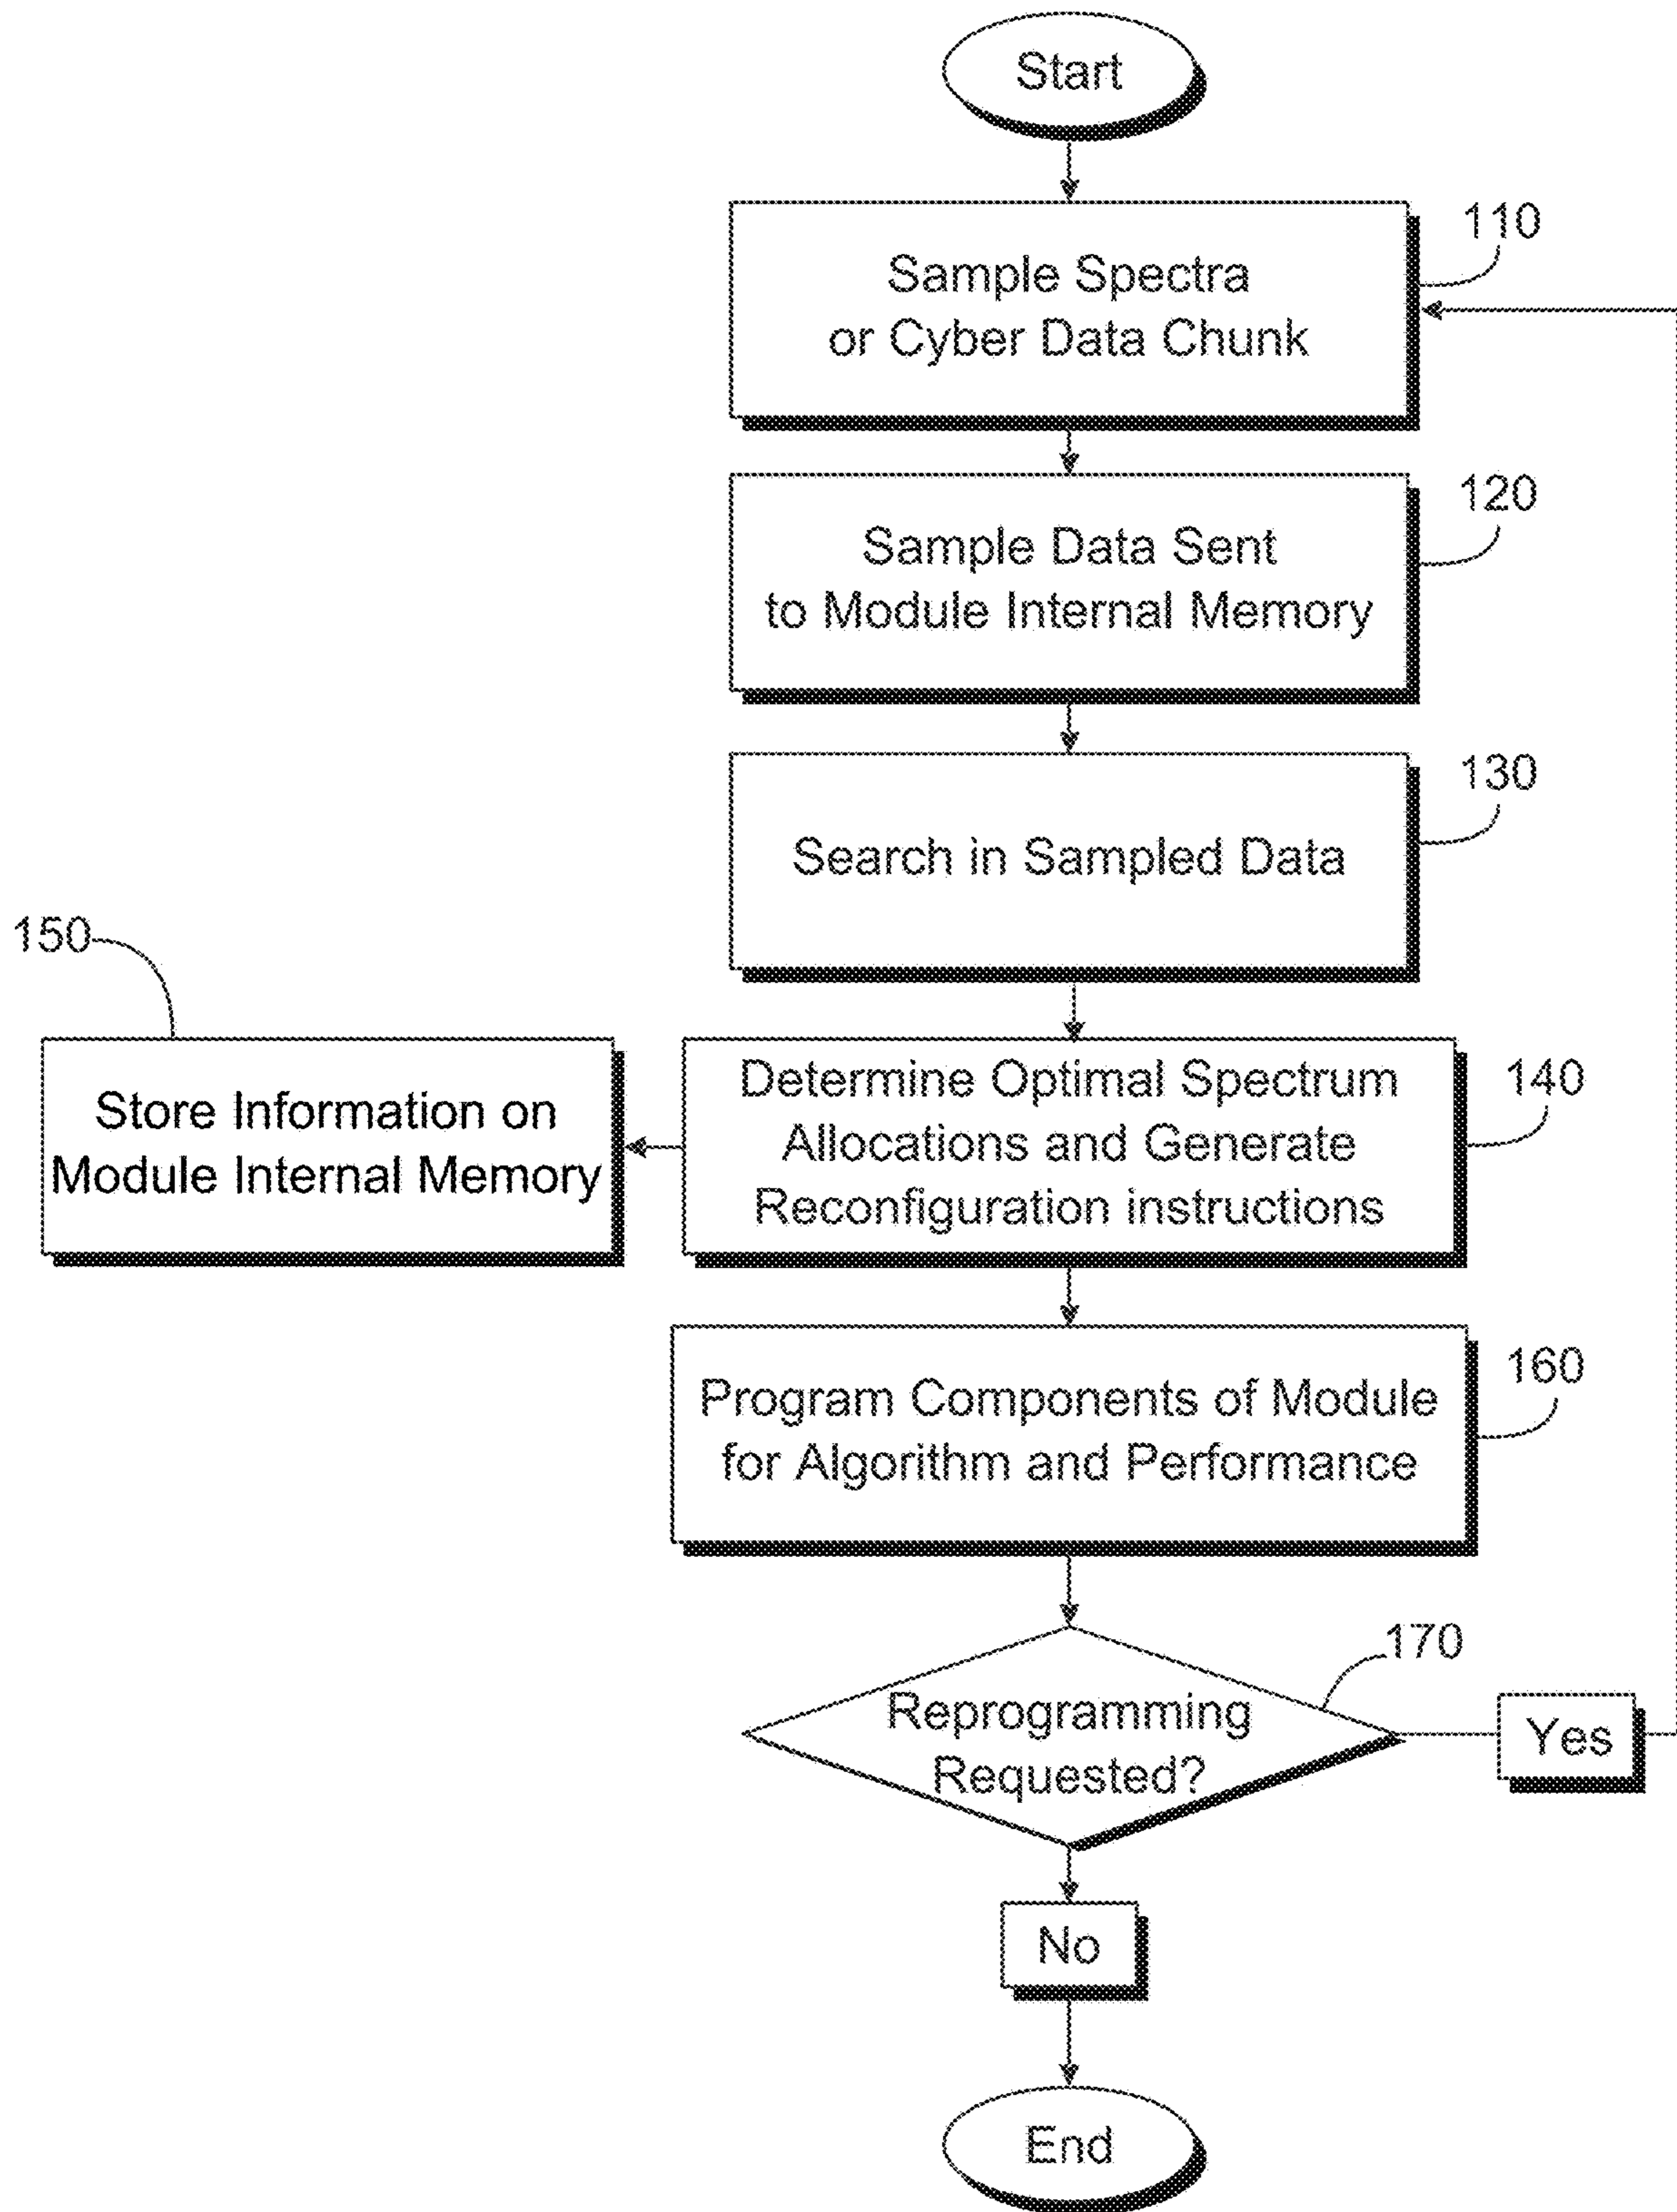 Start
110
Sample Spectra
or Cyber Data Chunk
120
Sample Data Sent
to Module Internal Memory
130
Search in Sampled Data
150
Store Information on
Module Internal Memory
140
Determine Optimal Spectrum
Allocations and Generate
Reconfiguration instructions
160
Program Components of Module
for Algorithm and Performance
170
Reprogramming
Requested?
Yes
No
End